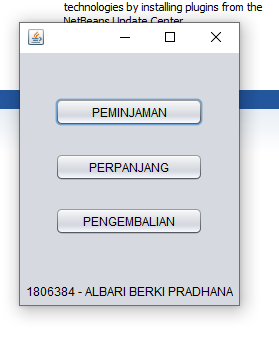 technologies by installing plugins from the
NetBeans Update Center
PEMINJAMAN
PERPANJANG
PENGEMBALIAN
1806384 - ALBARI BERKI PRADHANA